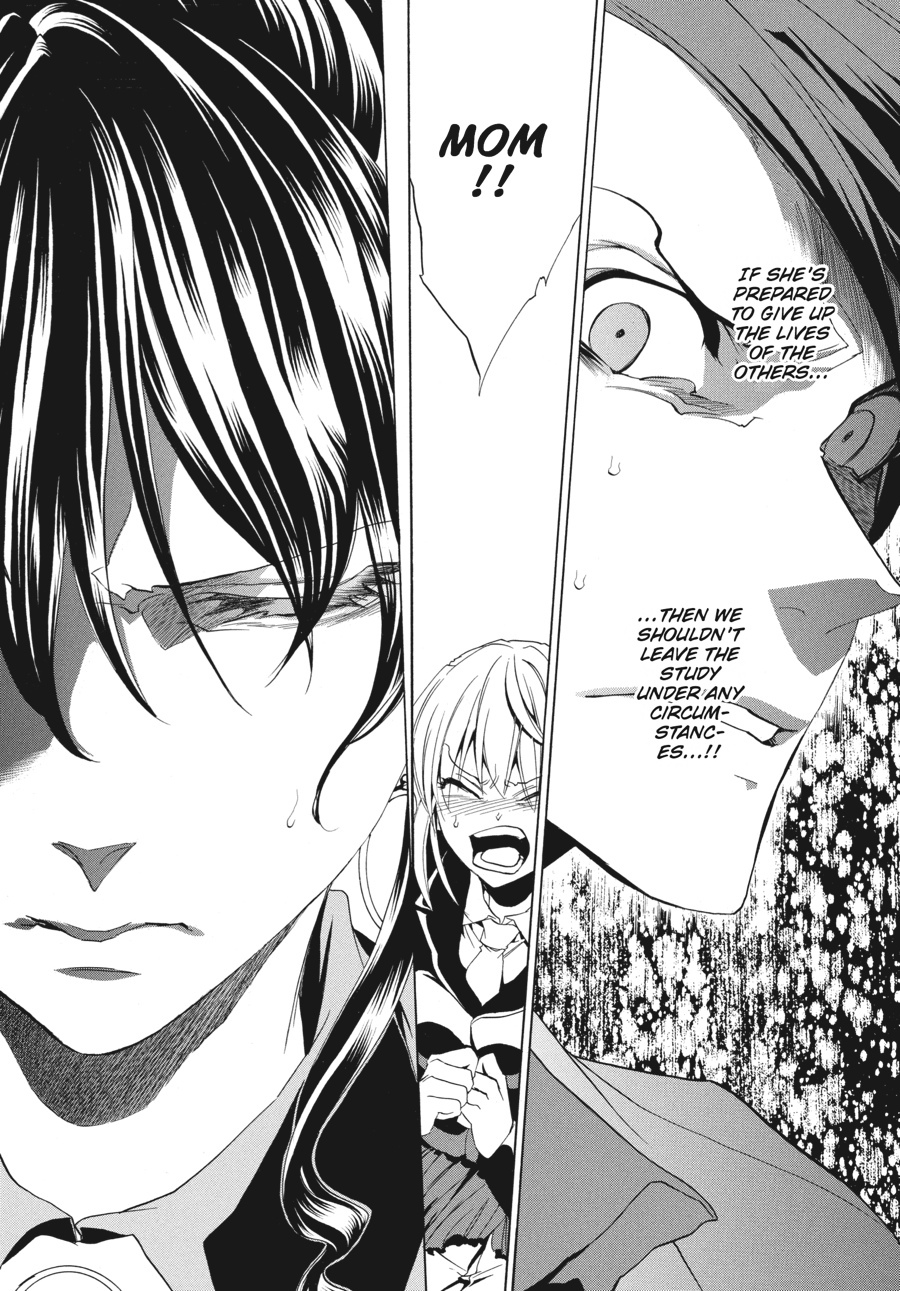 IF SHE'S
PREPARED
TO GIVE UP
THE LIVES
OF THE
OTHERS...
...THEN WE
SHOULDN'T
LEAVE THE
STUDY
UNDER ANY
CIRCUM-
STANC-
ES...!!
MOM
!!